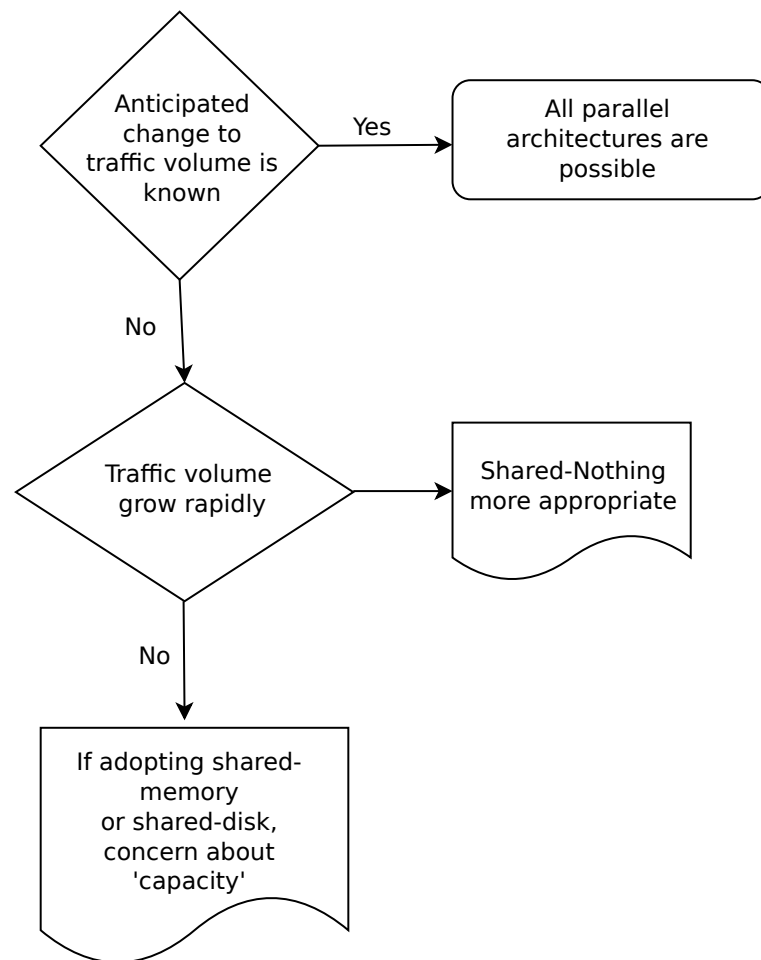 Anticipated
change to
traffic volume is
known
Yes
All parallel
architectures are
possible
No
Traffic volume
grow rapidly
Shared-Nothing
more appropriate
No
If adopting shared-
memory
or shared-disk,
concern about
'capacity'